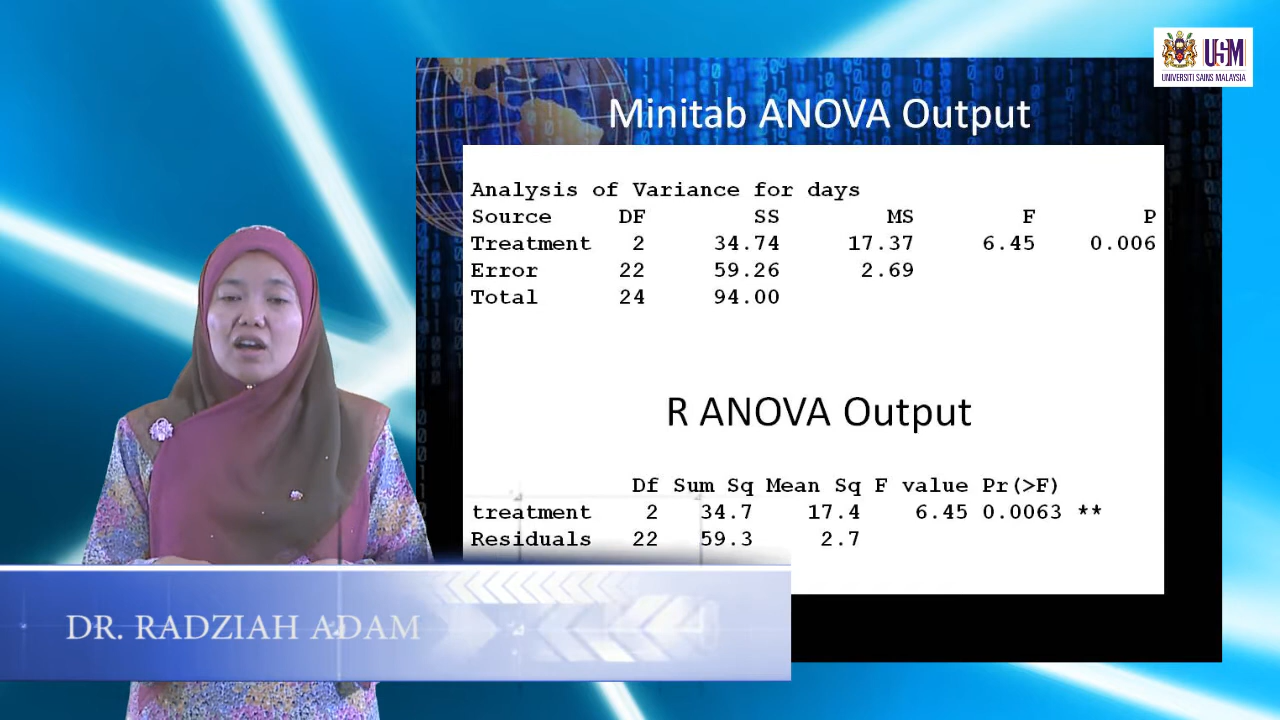 USM
UNIVERSITI SAINS MALAYSIA
Minitab ANOVA Output
Analysis of Variance for days
Source DF SS MS F P
Treatment 2 34.74 17.37 6.45 0.006
Error 22 59.26 2.69
Total 24 94.00
R ANOVA Output
Df Sum Sq Mean Sq F value Pr(>F)
treatment 2 34.7 17.4 6.45 0.0063 **
Residuals 22 59.3 2.7
DR. RADZIAH ADAM